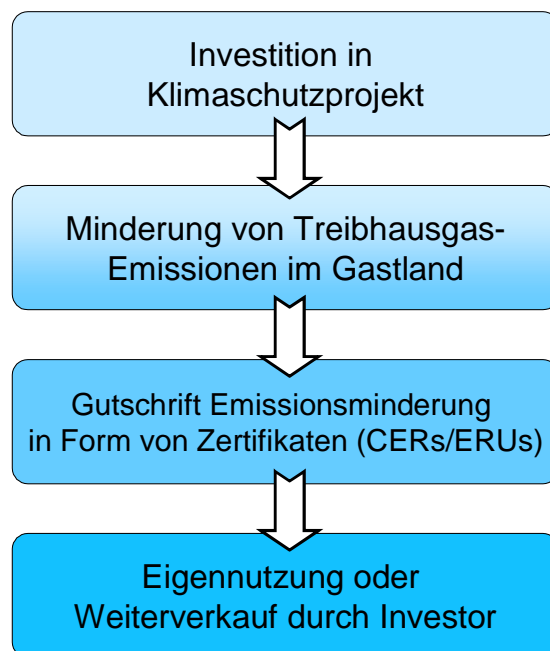 Investition in
Klimaschutzprojekt
Minderung von Treibhausgas-
Emissionen im Gastland
Gutschrift Emissionsminderung
in Form von Zertifikaten (CERs/ERUs)
Eigennutzung oder
Weiterverkauf durch Investor